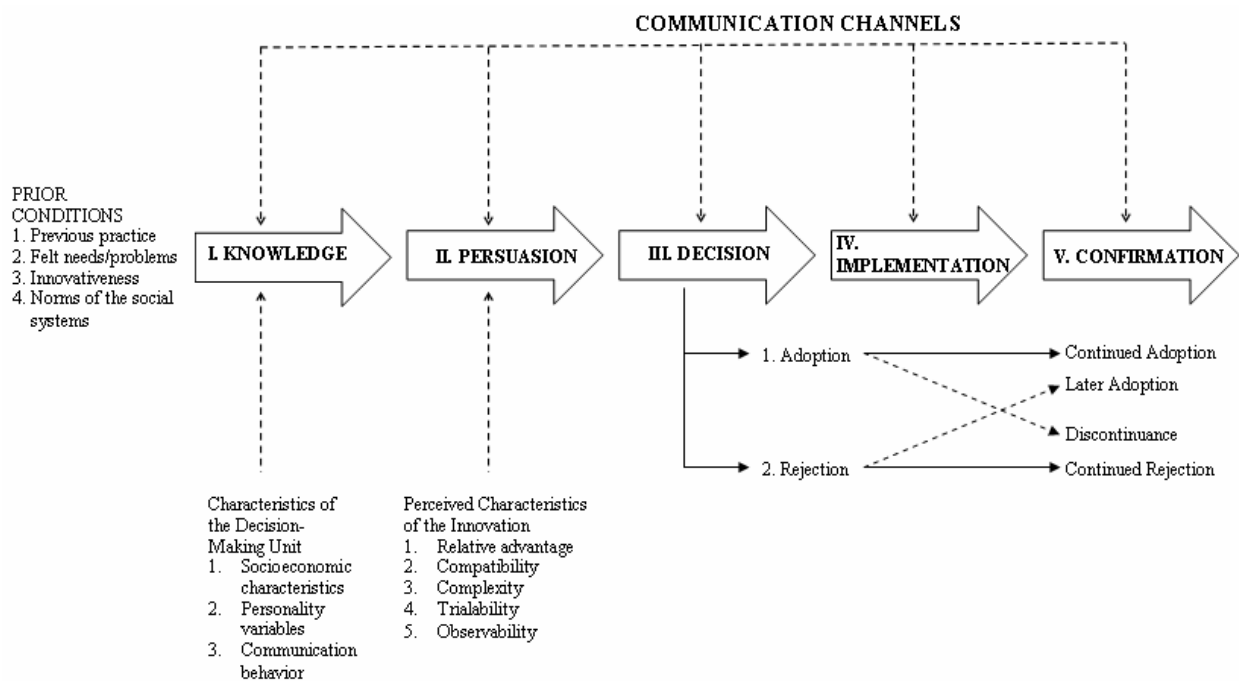 COMMUNICATION CHANNELS
PRIOR
CONDITIONS
1. Previous practice
2. Felt needs/problems
3. Innovativeness
4. Norms of the social
systems
I. KNOWLEDGE
II. PERSUASION
III. DECISION
IV.
IMPLEMENTATION
V. CONFIRMATION
1. Adoption
2. Rejection
Continued Adoption
Later Adoption
Discontinuance
Continued Rejection
Characteristics of
the Decision-
Making Unit
1. Socioeconomic
characteristics
2. Personality
variables
3. Communication
behavior
Perceived Characteristics
of the Innovation
1. Relative advantage
2. Compatibility
3. Complexity
4. Trialability
5. Observability